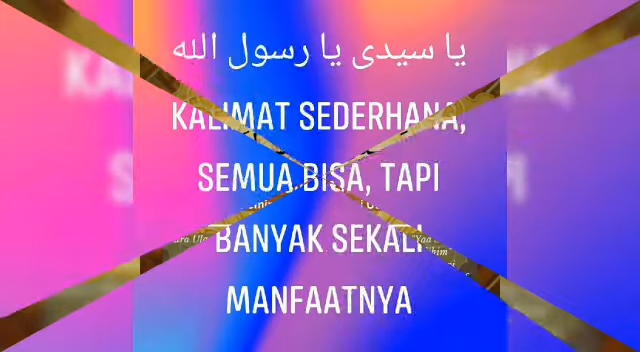 يا سيدى يا رسول الله
KALIMAT SEDERHANA,
SEMUA BISA, TAPI
BANYAK SEKALI
MANFAATNYA